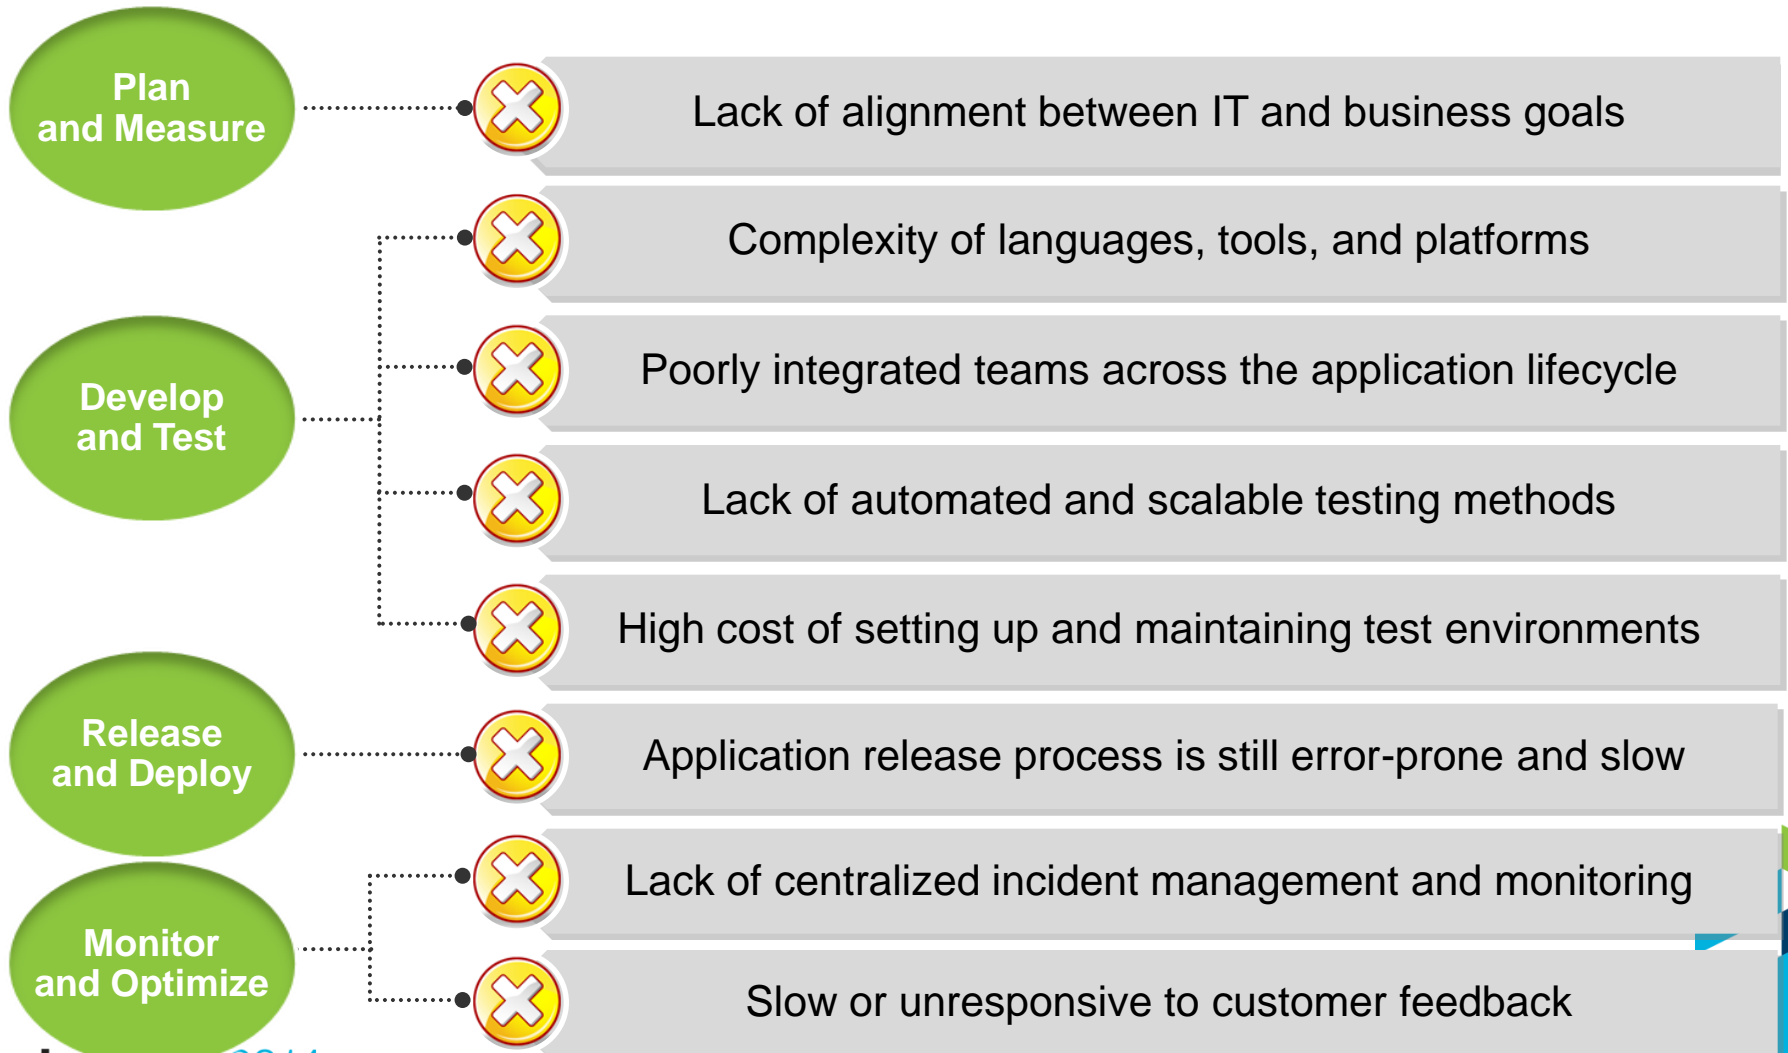 Plan
and Measure
Lack of alignment between IT and business goals
Complexity of languages, tools, and platforms
Develop
and Test
Poorly integrated teams across the application lifecycle
Lack of automated and scalable testing methods
High cost of setting up and maintaining test environments
Release
and Deploy
Application release process is still error-prone and slow
Lack of centralized incident management and monitoring
Monitor
and Optimize
Slow or unresponsive to customer feedback